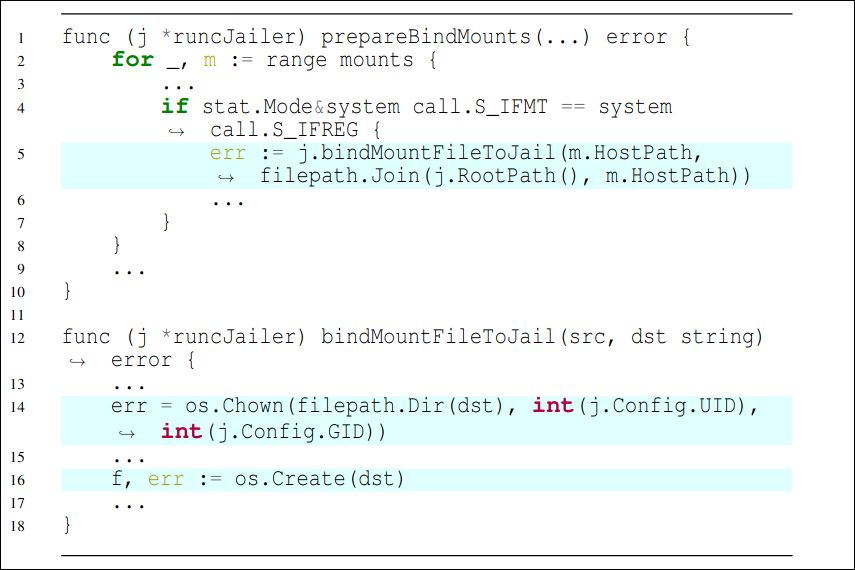 1 func (j *runcJailer) prepareBindMounts(...) error {
2 for _, m := range mounts {
3 ...
4 if stat.Mode&system call.S_IFMT == system
↪ call.S_IFREG {
5 err := j.bindMountFileToJail(m.HostPath,
↪ filepath.Join(j.RootPath(), m.HostPath))
6 ...
7 }
8 }
9 ...
10 }
11
12 func (j *runcJailer) bindMountFileToJail(src, dst string)
↪ error {
13 ...
14 err = os.Chown(filepath.Dir(dst), int(j.Config.UID),
↪ int(j.Config.GID))
15 ...
16 f, err := os.Create(dst)
17 ...
18 }